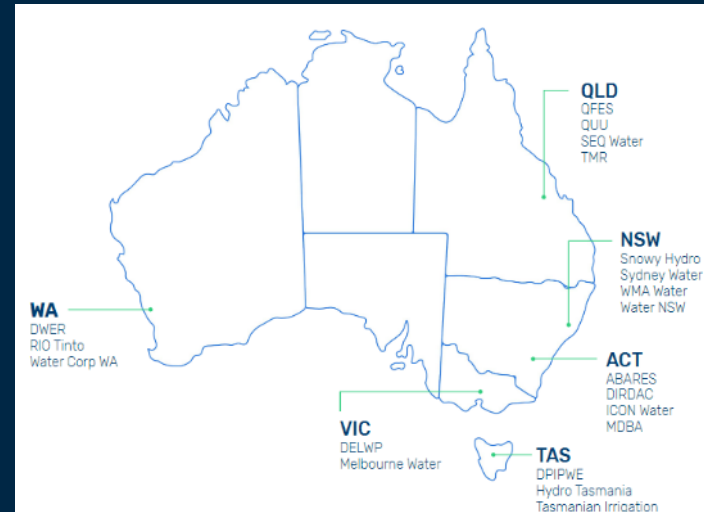 QLD
QFES
QUU
SEQ Water
TMR
NSW
Snowy Hydro
Sydney Water
WMA Water
Water NSW
WA
DWER
RIO Tinto
Water Corp WA
ACT
ABARES
DIRDAC
ICON Water
MDBA
VIC
DELWP
Melbourne Water
TAS
DPIPWE
Hydro Tasmania
Tasmanian Irrigation